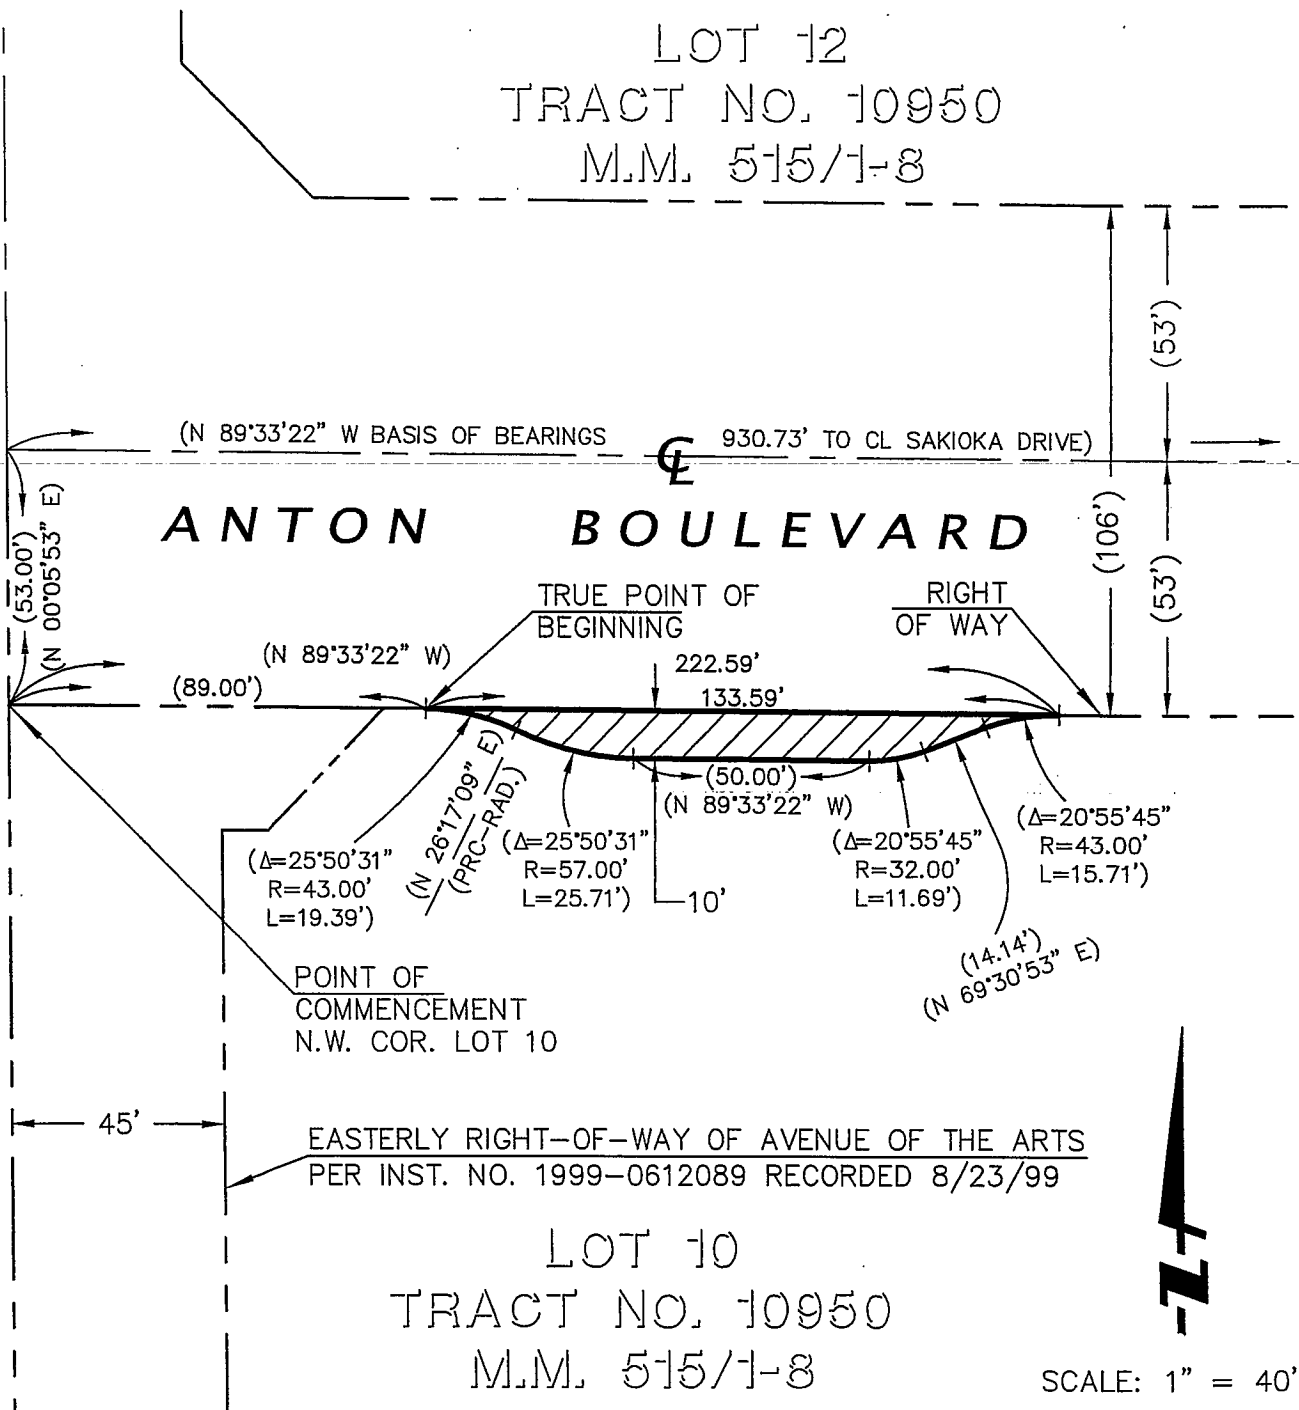 LOT 12
TRACT NO. 10950
M.M. 515/1-8
(53')
(N 89°33'22" W BASIS OF BEARINGS
℄
930.73' TO CL SAKIOKA DRIVE)
(53.00')
(N 00°05'53" E)
ANTON BOULEVARD
(106')
(53')
TRUE POINT OF
BEGINNING
RIGHT
OF WAY
(N 89°33'22" W)
222.59'
(89.00')
133.59'
(50.00')
(N 89°33'22" W)
(N 26°17'09" E)
(PRC-RAD.)
(Δ=25°50'31"
R=43.00'
L=19.39')
(Δ=25°50'31"
R=57.00'
L=25.71')
10'
(Δ=20°55'45"
R=32.00'
L=11.69')
(Δ=20°55'45"
R=43.00'
L=15.71')
(14.14')
(N 69°30'53" E)
POINT OF
COMMENCEMENT
N.W. COR. LOT 10
45'
EASTERLY RIGHT-OF-WAY OF AVENUE OF THE ARTS
PER INST. NO. 1999-0612089 RECORDED 8/23/99
LOT 10
TRACT NO. 10950
M.M. 515/1-8
N
SCALE: 1" = 40'